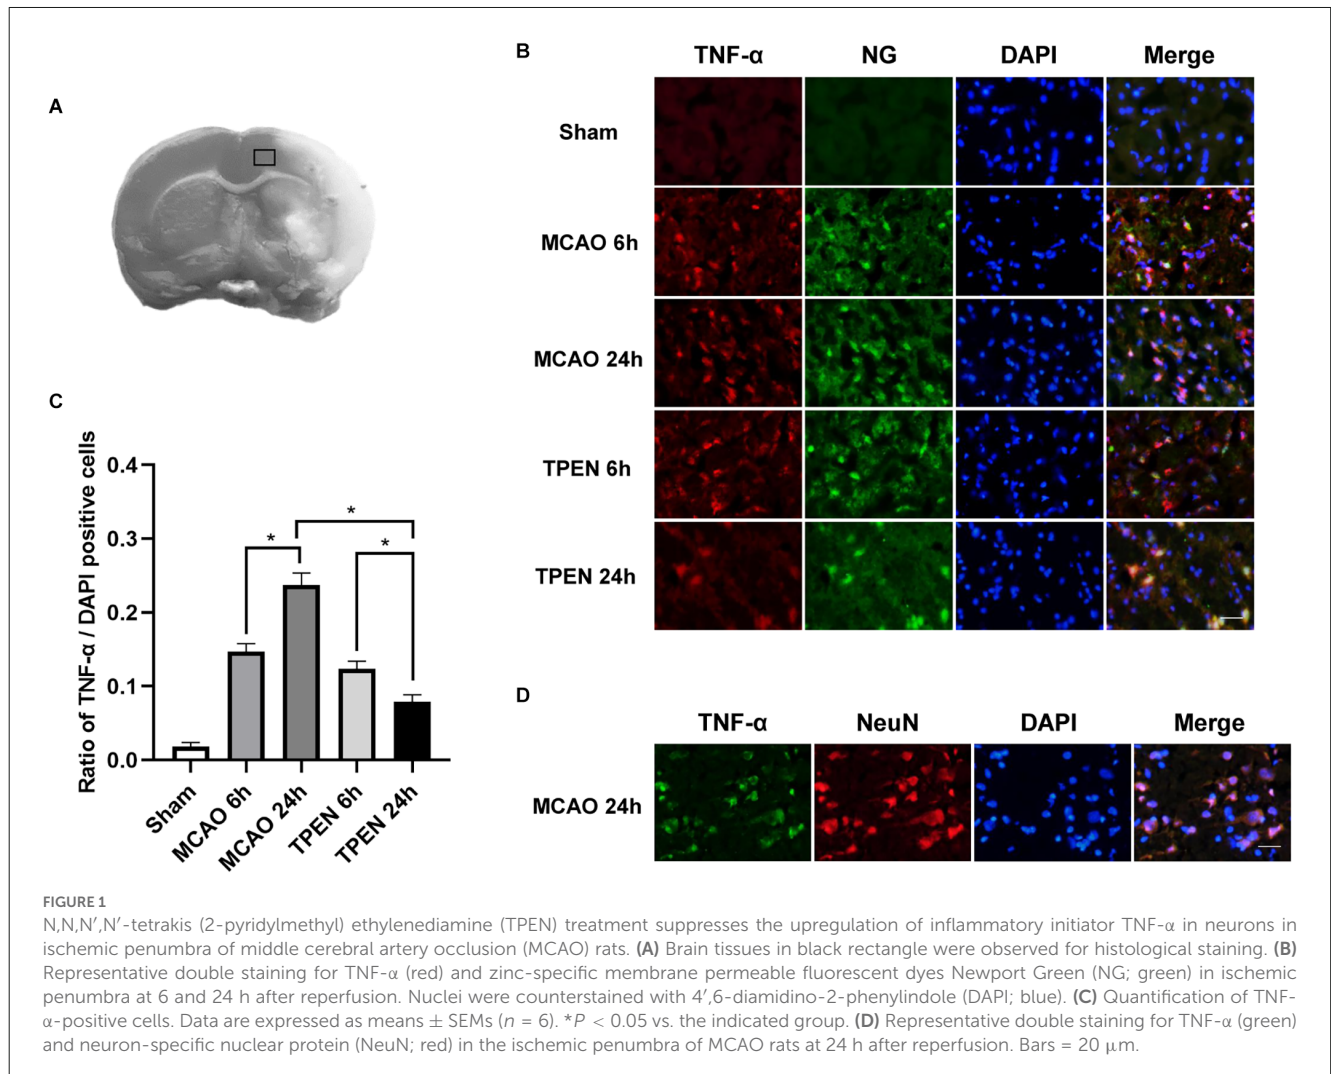 A
B
TNF-α NG DAPI Merge
Sham
MCAO 6h
MCAO 24h
TPEN 6h
TPEN 24h
C
Ratio of TNF-α / DAPI positive cells
0.4
0.3
0.2
0.1
0.0
*
*
*
Sham
MCAO 6h
MCAO 24h
TPEN 6h
TPEN 24h
D
TNF-α NeuN DAPI Merge
MCAO 24h
FIGURE 1
N,N,N′,N′-tetrakis (2-pyridylmethyl) ethylenediamine (TPEN) treatment suppresses the upregulation of inflammatory initiator TNF-α in neurons in
ischemic penumbra of middle cerebral artery occlusion (MCAO) rats. (A) Brain tissues in black rectangle were observed for histological staining. (B)
Representative double staining for TNF-α (red) and zinc-specific membrane permeable fluorescent dyes Newport Green (NG; green) in ischemic
penumbra at 6 and 24 h after reperfusion. Nuclei were counterstained with 4′,6-diamidino-2-phenylindole (DAPI; blue). (C) Quantification of TNF-
α-positive cells. Data are expressed as means ± SEMs (n = 6). *P < 0.05 vs. the indicated group. (D) Representative double staining for TNF-α (green)
and neuron-specific nuclear protein (NeuN; red) in the ischemic penumbra of MCAO rats at 24 h after reperfusion. Bars = 20 μm.